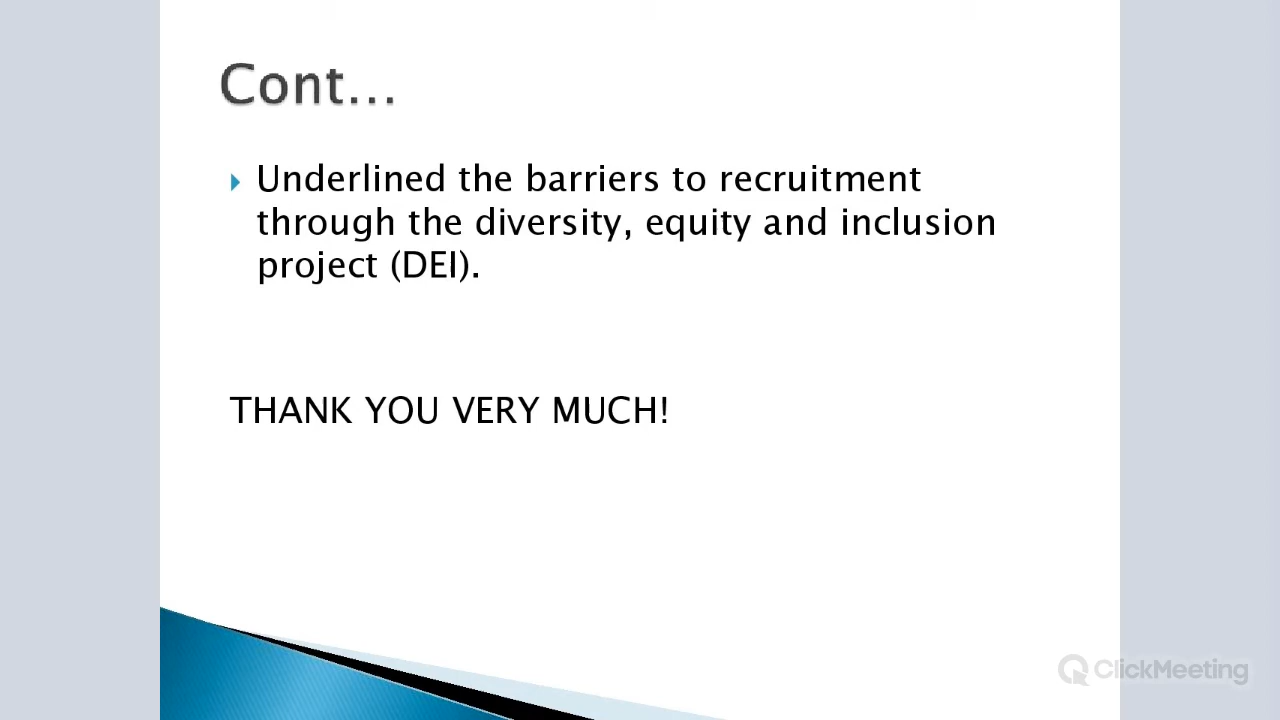 Cont...
Underlined the barriers to recruitment
through the diversity, equity and inclusion
project (DEI).
THANK YOU VERY MUCH!
ClickMeeting